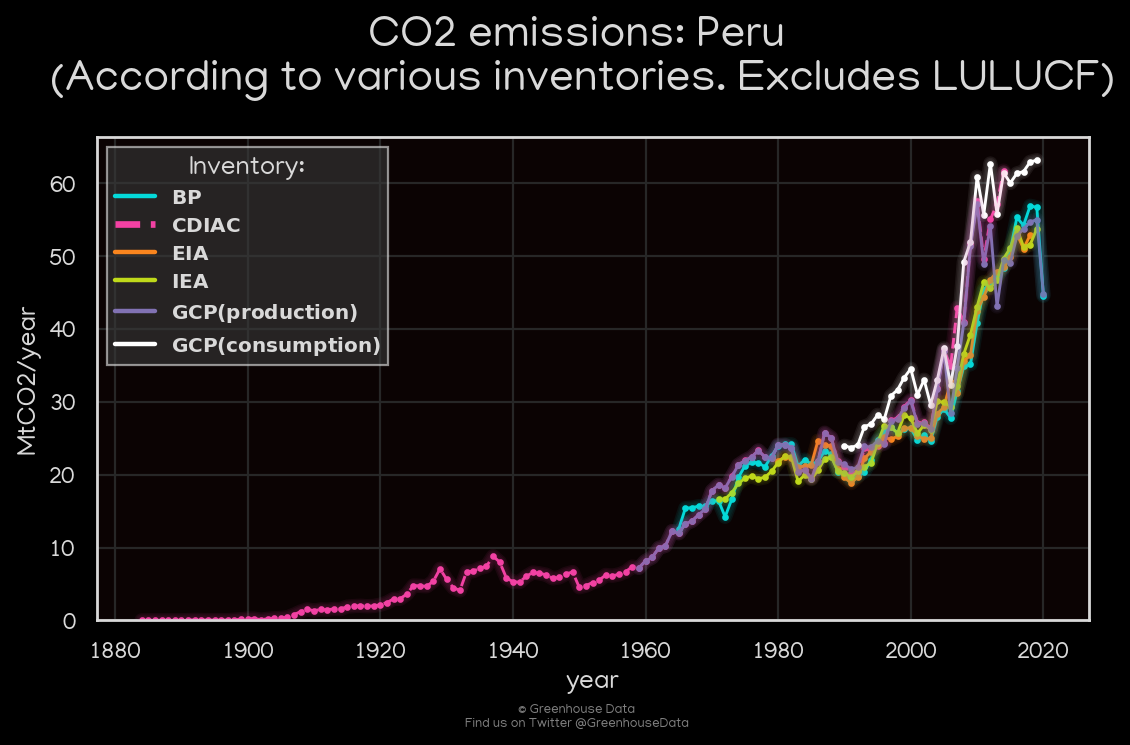 CO2 emissions: Peru
(According to various inventories. Excludes LULUCF)
Inventory:
BP
CDIAC
EIA
IEA
GCP(production)
GCP(consumption)
MtCO2/year
60
50
40
30
20
10
0
1880 1900 1920 1940 1960 1980 2000 2020
year
© Greenhouse Data
Find us on Twitter @GreenhouseData